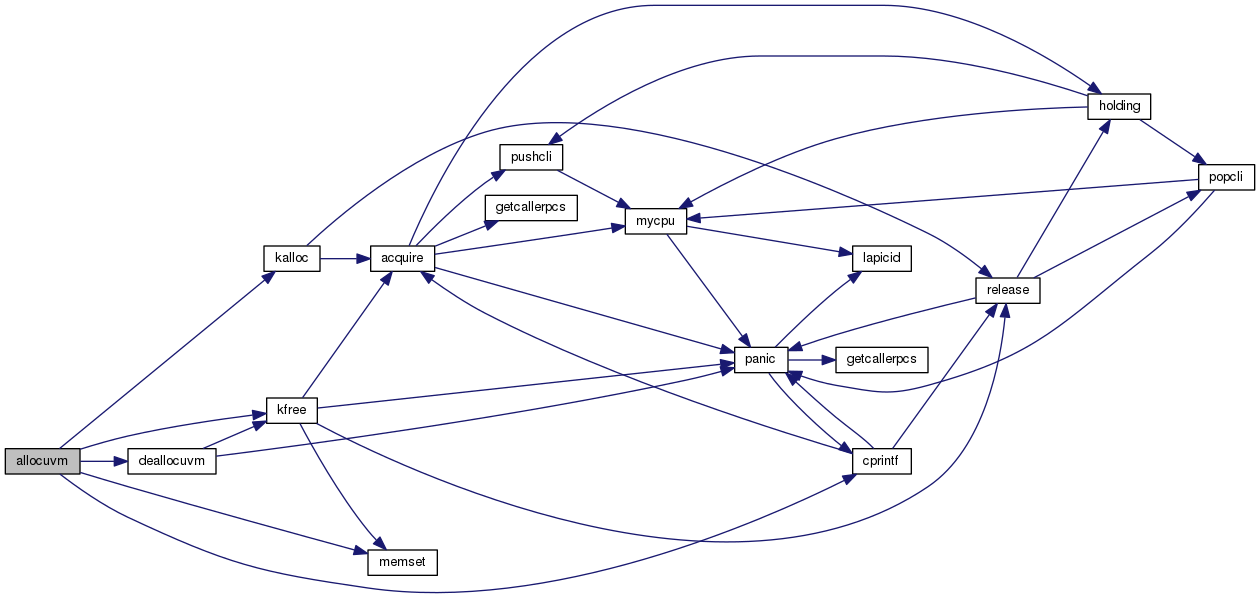 holding
pushcli
popcli
getcallerpcs
mycpu
kalloc
acquire
lapicid
release
panic
getcallerpcs
kfree
allocuvm
deallocuvm
cprintf
memset